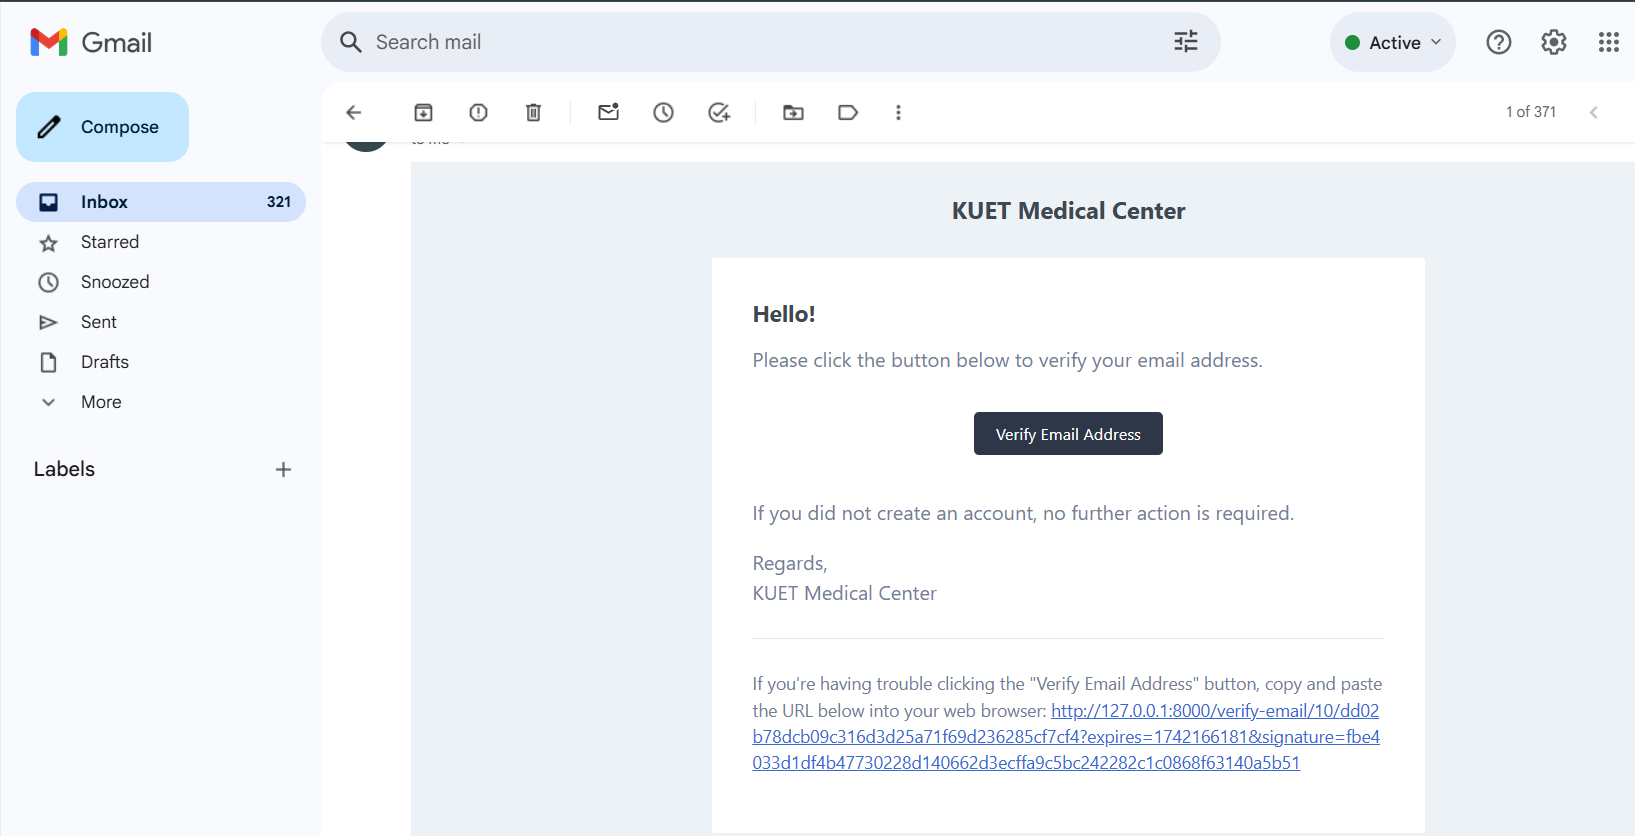 Gmail
Search mail
Active
Compose
1 of 371
Inbox 321
Starred
Snoozed
Sent
Drafts
More
Labels
KUET Medical Center
Hello!
Please click the button below to verify your email address.
Verify Email Address
If you did not create an account, no further action is required.
Regards,
KUET Medical Center
If you're having trouble clicking the "Verify Email Address" button, copy and paste
the URL below into your web browser: http://127.0.0.1:8000/verify-email/10/dd02
b78dcb09c316d3d25a71f69d236285cf7cf4?expires=1742166181&signature=fbe4
033d1df4b47730228d140662d3ecffa9c5bc242282c1c0868f63140a5b51